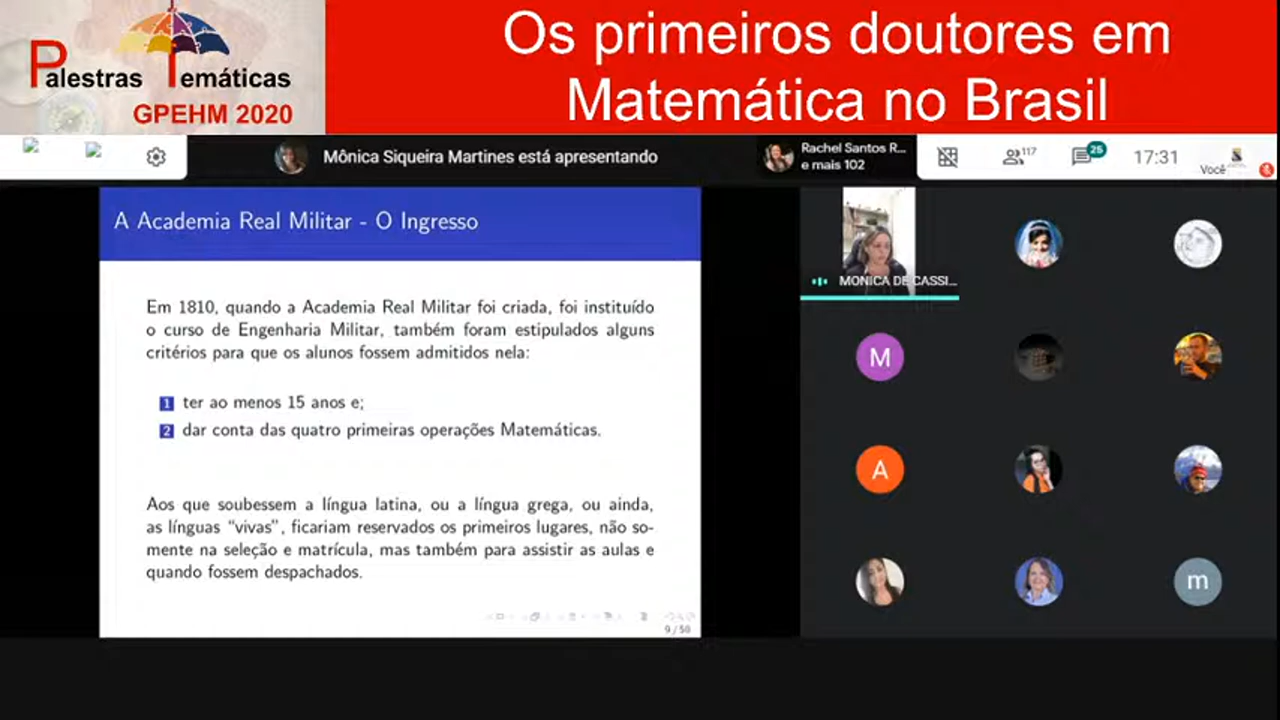 Palestras Temáticas
GPEHM 2020
Os primeiros doutores em
Matemática no Brasil
Mônica Siqueira Martines está apresentando
Rachel Santos R...
e mais 102
117
25
17:31
Você
A Academia Real Militar - O Ingresso
Em 1810, quando a Academia Real Militar foi criada, foi instituído
o curso de Engenharia Militar, também foram estipulados alguns
critérios para que os alunos fossem admitidos nela:
1 ter ao menos 15 anos e;
2 dar conta das quatro primeiras operações Matemáticas.
Aos que soubessem a língua latina, ou a língua grega, ou ainda,
as línguas “vivas”, ficariam reservados os primeiros lugares, não so-
mente na seleção e matrícula, mas também para assistir as aulas e
quando fossem despachados.
9 / 50
MONICA DE CASSI...
M
A
m